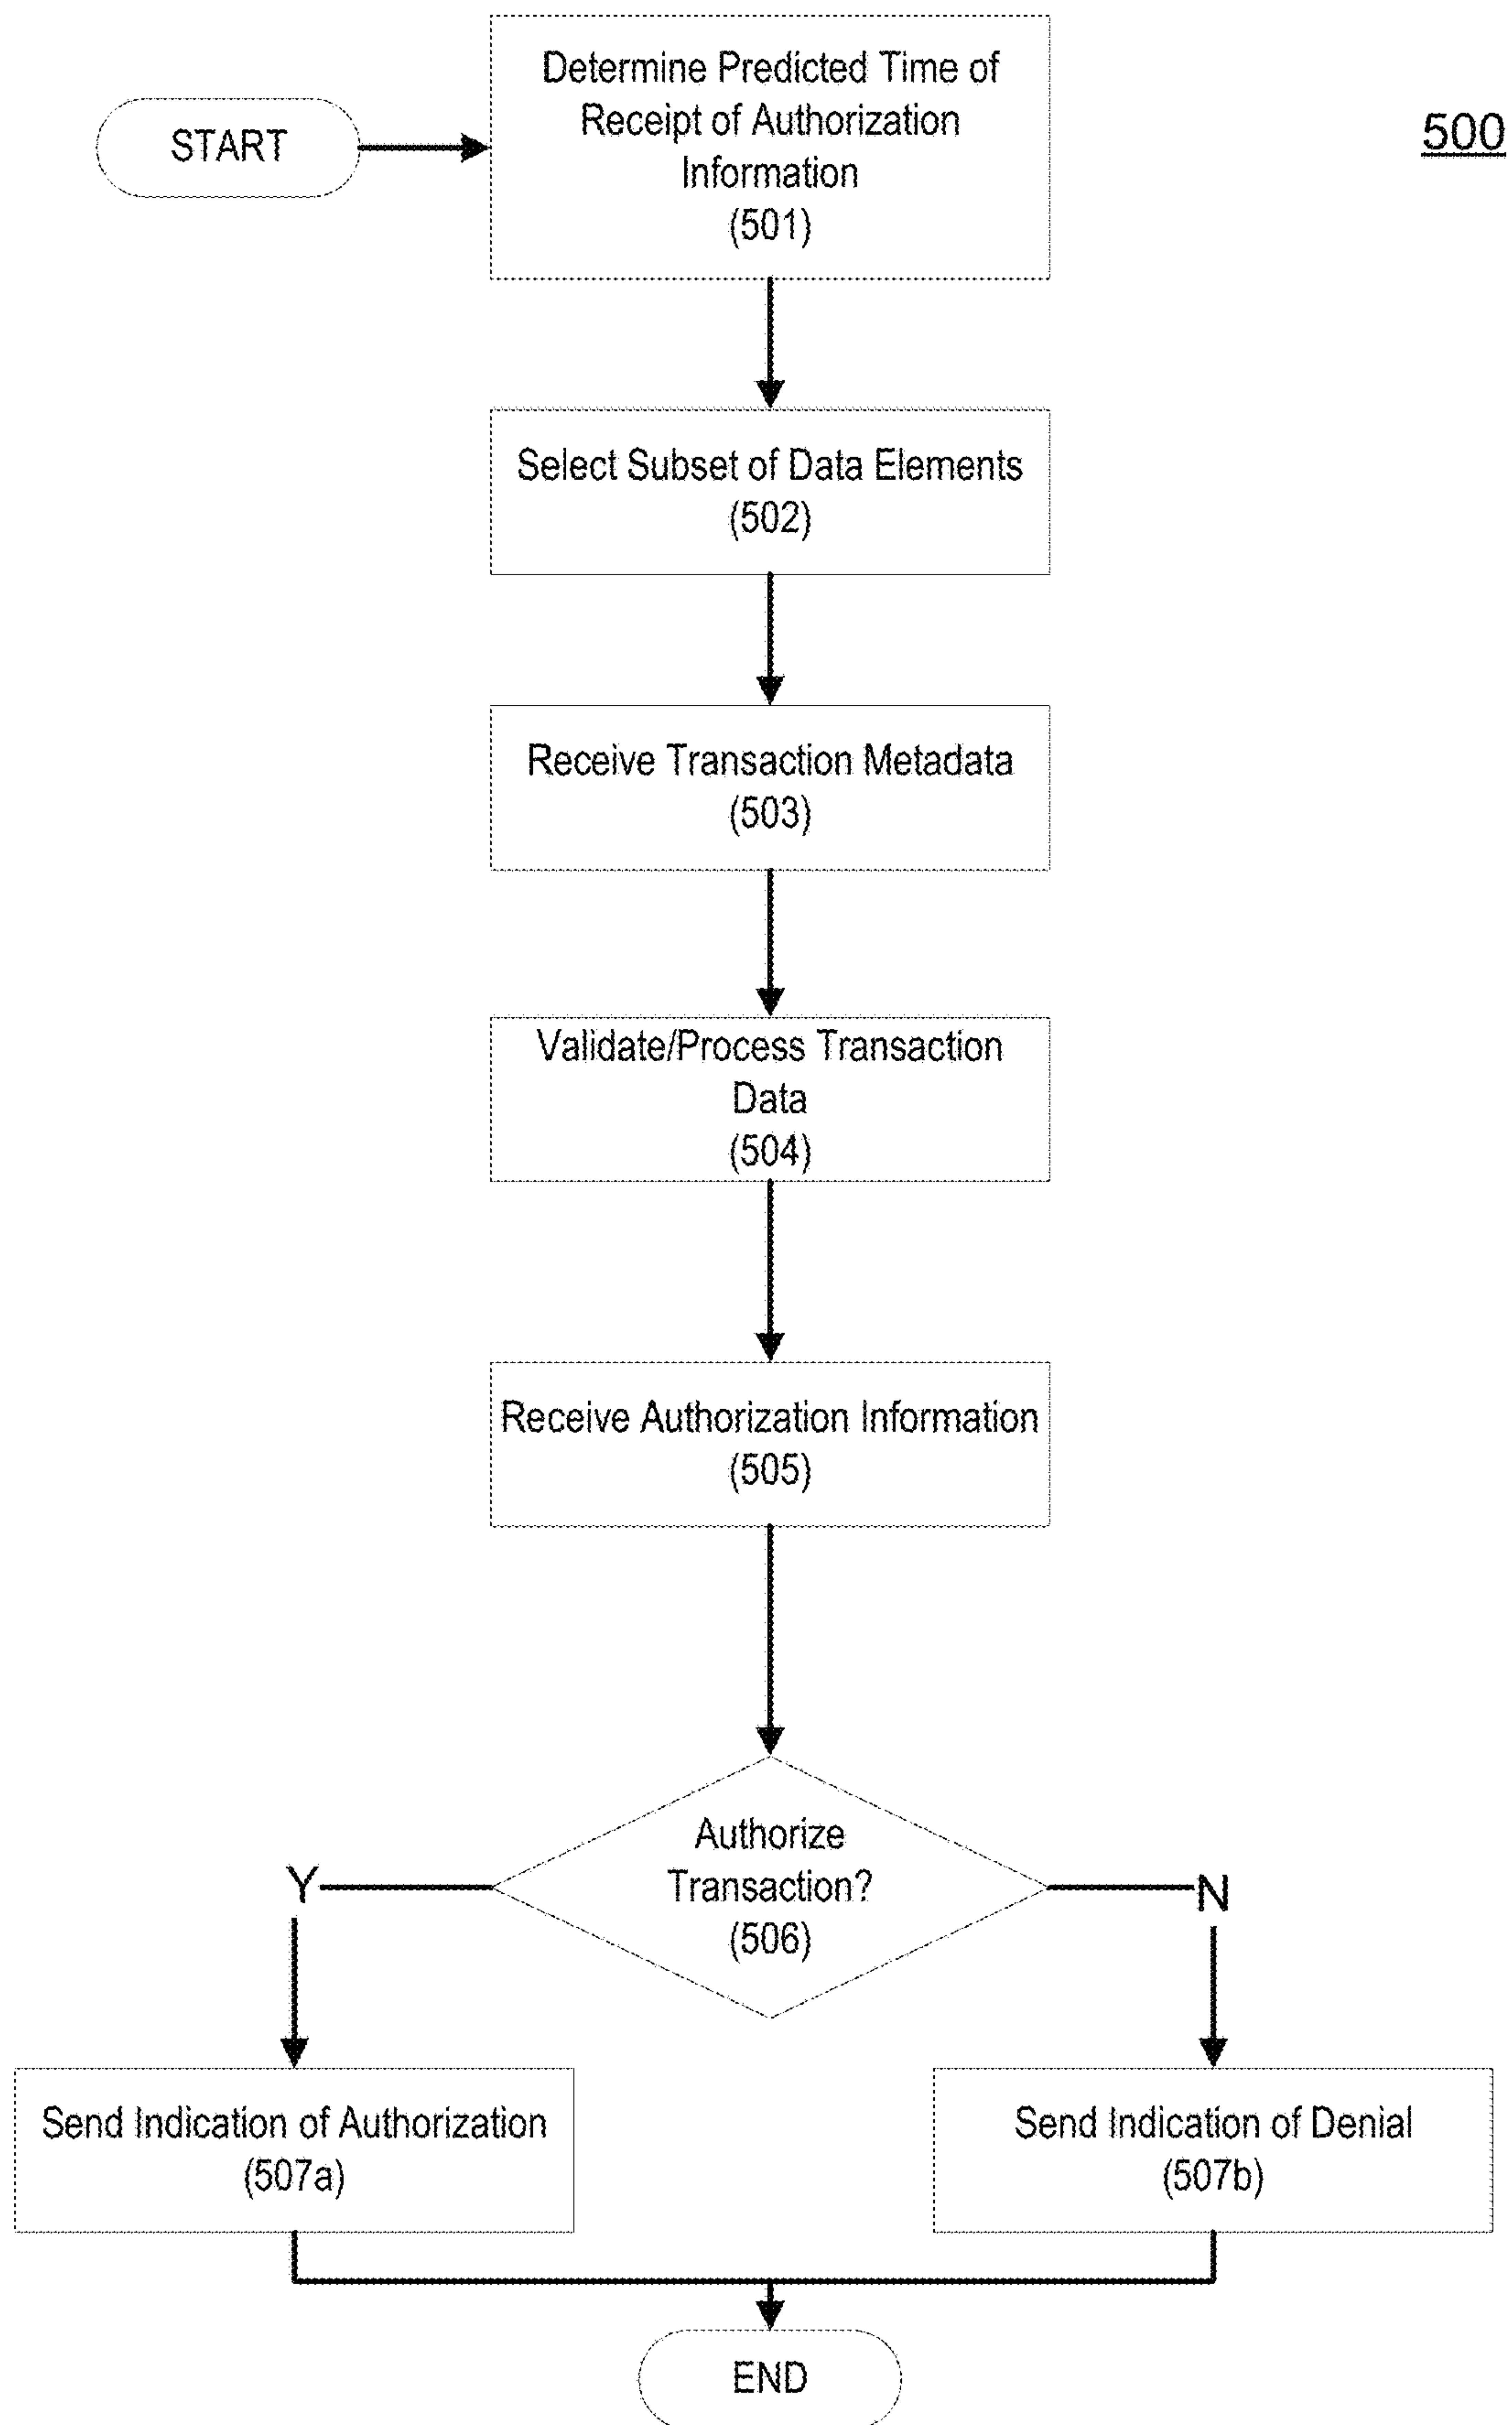 500
START
Determine Predicted Time of
Receipt of Authorization
Information
(501)
Select Subset of Data Elements
(502)
Receive Transaction Metadata
(503)
Validate/Process Transaction
Data
(504)
Receive Authorization Information
(505)
Authorize
Transaction?
(506)
Y
N
Send Indication of Authorization
(507a)
Send Indication of Denial
(507b)
END